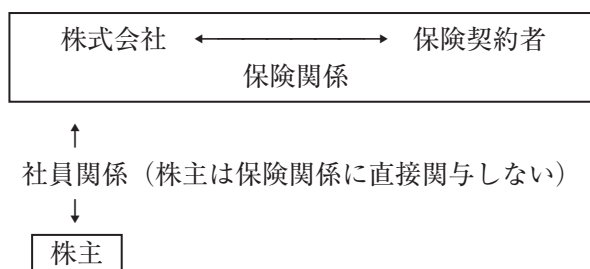 株式会社 ←→ 保険契約者
保険関係
↑
社員関係（株主は保険関係に直接関与しない）
↓
株主